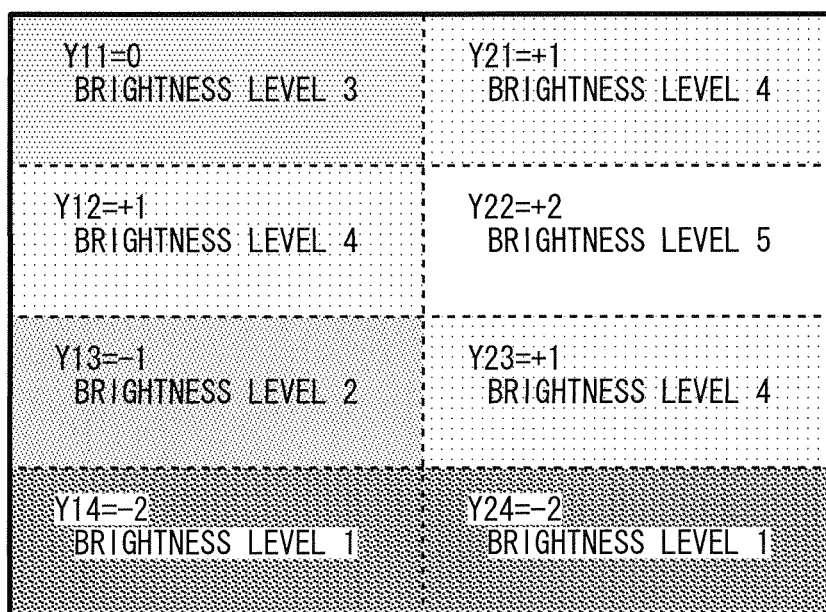 Y11=0
BRIGHTNESS LEVEL 3
Y21=+1
BRIGHTNESS LEVEL 4
Y12=+1
BRIGHTNESS LEVEL 4
Y22=+2
BRIGHTNESS LEVEL 5
Y13=-1
BRIGHTNESS LEVEL 2
Y23=+1
BRIGHTNESS LEVEL 4
Y14=-2
BRIGHTNESS LEVEL 1
Y24=-2
BRIGHTNESS LEVEL 1